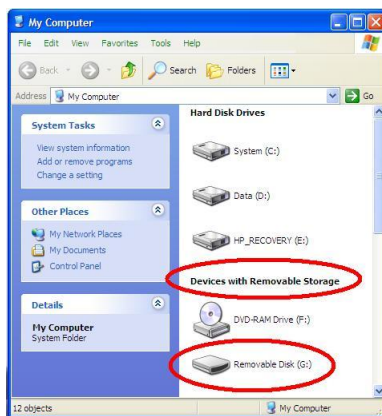 My Computer
File Edit View Favorites Tools Help
Back Search Folders
Address My Computer Go
System Tasks
View system information
Add or remove programs
Change a setting
Other Places
My Network Places
My Documents
Control Panel
Details
My Computer
System Folder
Hard Disk Drives
System (C:)
Data (D:)
HP_RECOVERY (E:)
Devices with Removable Storage
DVD-RAM Drive (F:)
Removable Disk (G:)
12 objects My Computer